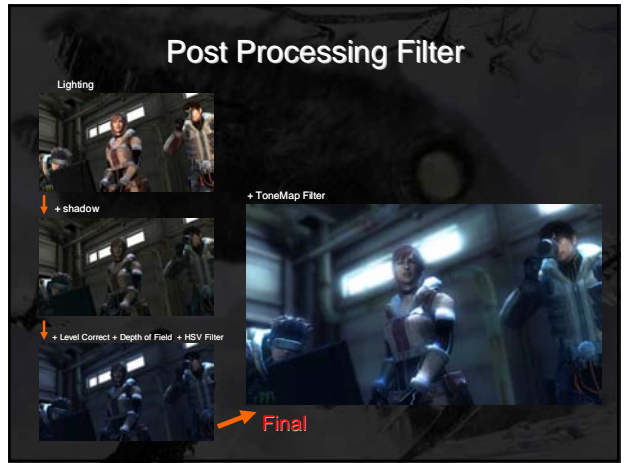 Post Processing Filter
Lighting
+ shadow
+ Level Correct + Depth of Field + HSV Filter
+ ToneMap Filter
Final